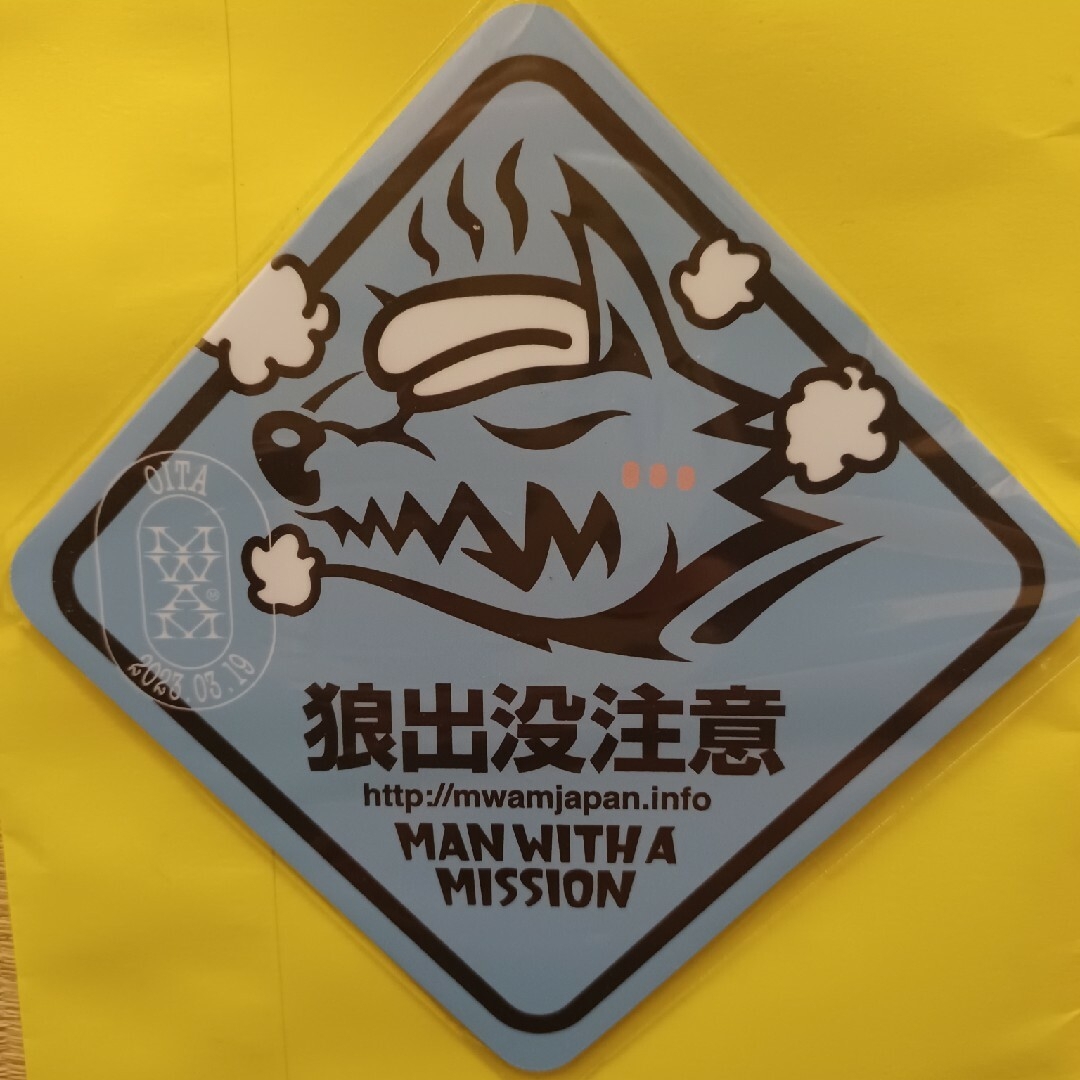 OITA
MWAM
2023.03.19
狼出没注意
http://mwamjapan.info
MAN WITH A
MISSION